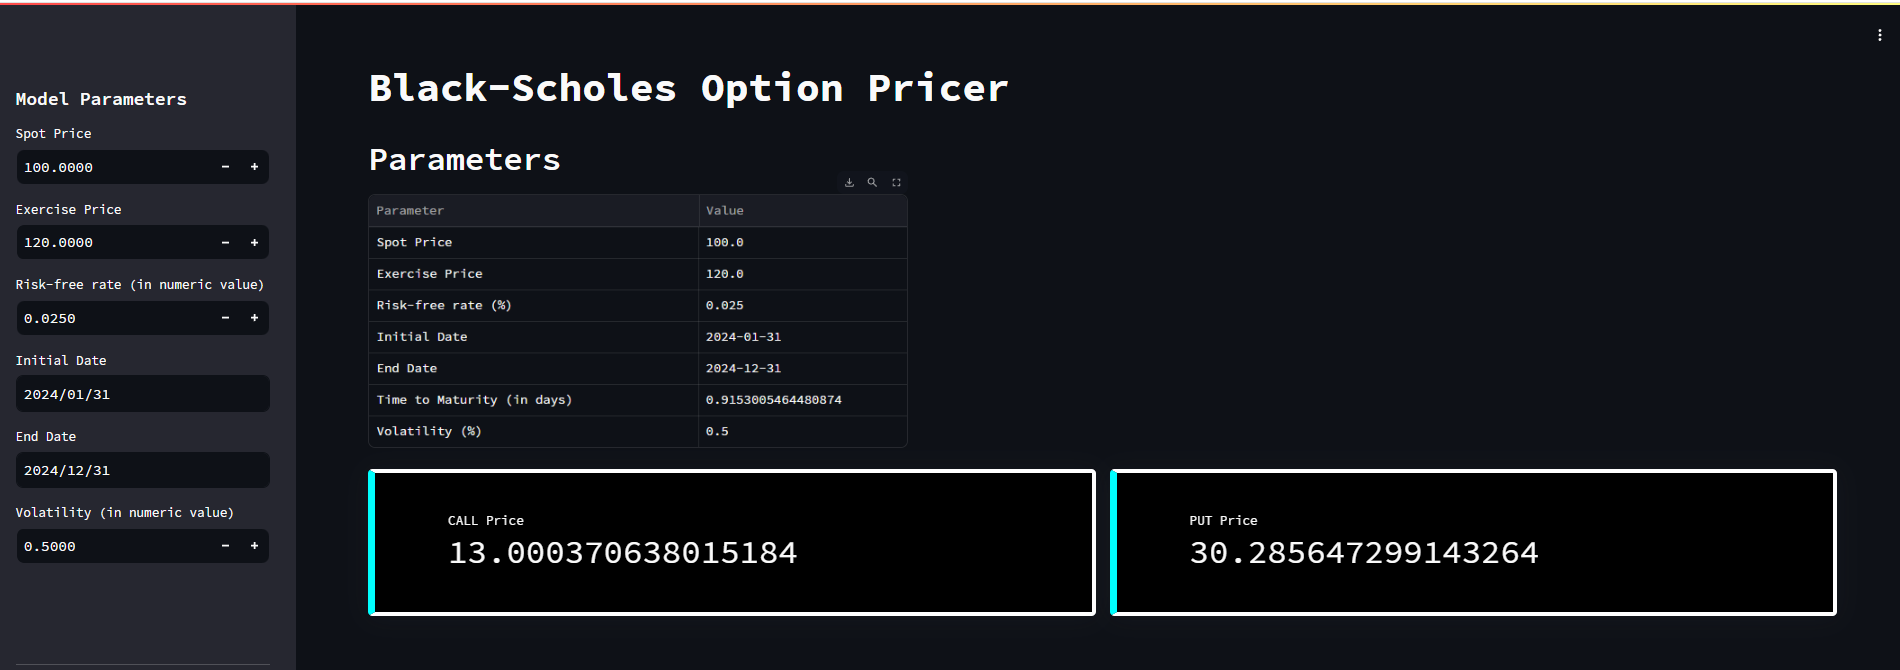 Model Parameters
Spot Price
100.0000
Exercise Price
120.0000
Risk-free rate (in numeric value)
0.0250
Initial Date
2024/01/31
End Date
2024/12/31
Volatility (in numeric value)
0.5000
Black-Scholes Option Pricer
Parameters
Parameter Value
Spot Price 100.0
Exercise Price 120.0
Risk-free rate (%) 0.025
Initial Date 2024-01-31
End Date 2024-12-31
Time to Maturity (in days) 0.9153005464480874
Volatility (%) 0.5
CALL Price
13.000370638015184
PUT Price
30.285647299143264